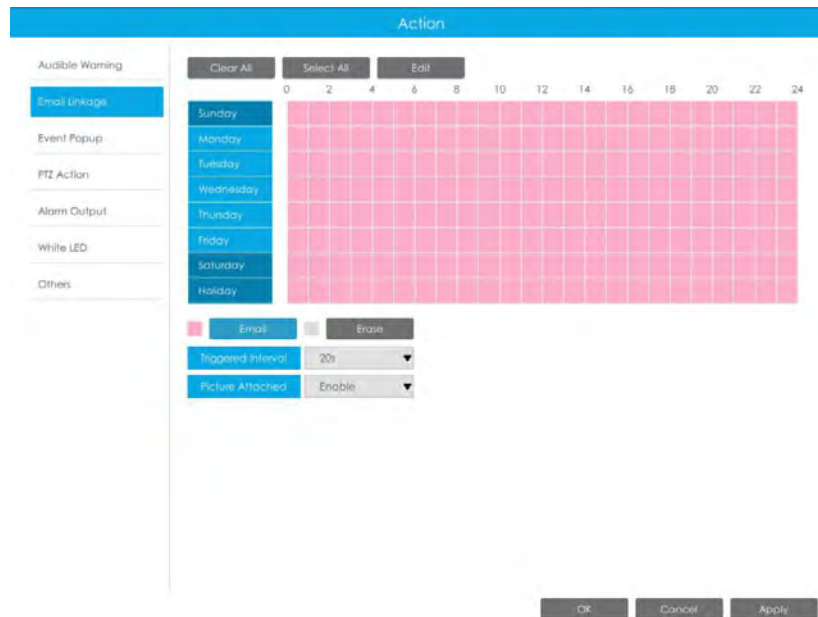 Action
Audible Warning
Email Linkage
Event Popup
PTZ Action
Alarm Output
White LED
Others
Clear All Select All Edit
0 2 4 6 8 10 12 14 16 18 20 22 24
Sunday
Monday
Tuesday
Wednesday
Thursday
Friday
Saturday
Holiday
Email Erase
Triggered Interval 20s
Picture Attached Enable
OK Cancel Apply